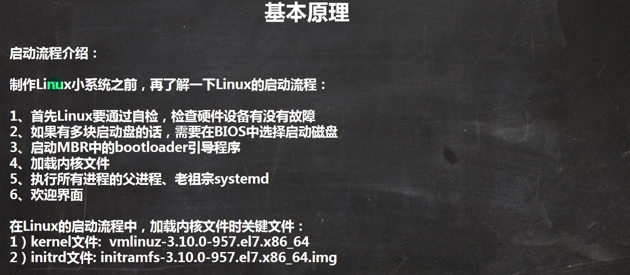 基本原理
启动流程介绍：
制作Linux小系统之前，再了解一下Linux的启动流程：
1、首先Linux要通过自检，检查硬件设备有没有故障
2、如果有多块启动盘的话，需要在BIOS中选择启动磁盘
3、启动MBR中的bootloader引导程序
4、加载内核文件
5、执行所有进程的父进程、老祖宗systemd
6、欢迎界面
在Linux的启动流程中，加载内核文件时关键文件：
1）kernel文件: vmlinuz-3.10.0-957.el7.x86_64
2）initrd文件: initramfs-3.10.0-957.el7.x86_64.img